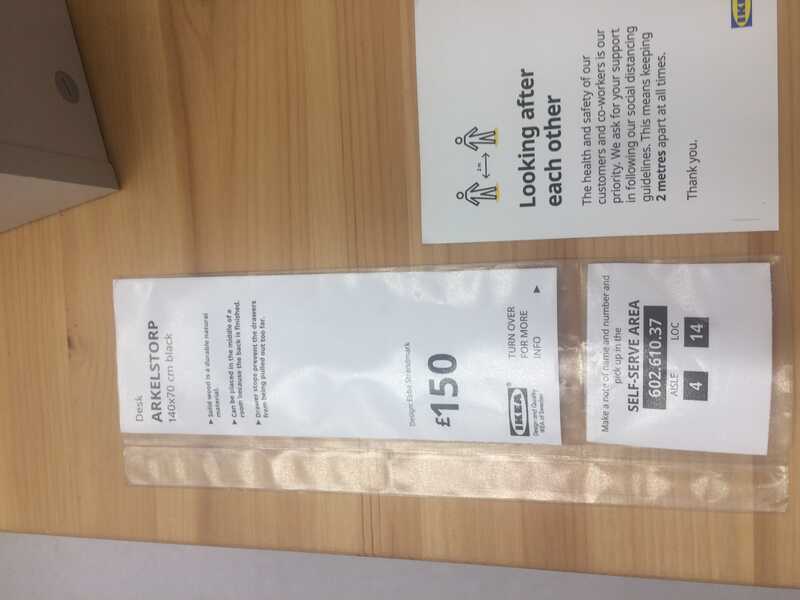 Desk
ARKELSTORP
140x70 cm black
▶ Solid wood is a durable natural
material.
▶ Can be placed in the middle of a
room because the back is finished.
▶ Drawer stops prevent the drawers
from being pulled out too far.
Design Ebba Strandmark
£150
IKEA
Design and Quality
IKEA of Sweden
TURN OVER
FOR MORE
INFO
Make a note of name and number and
pick up in the
SELF-SERVE AREA
602.610.37
AISLE LOC
4 14
2 m
Looking after
each other
The health and safety of our
customers and co-workers is our
priority. We ask for your support
in following our social distancing
guidelines. This means keeping
2 metres apart at all times.
Thank you.